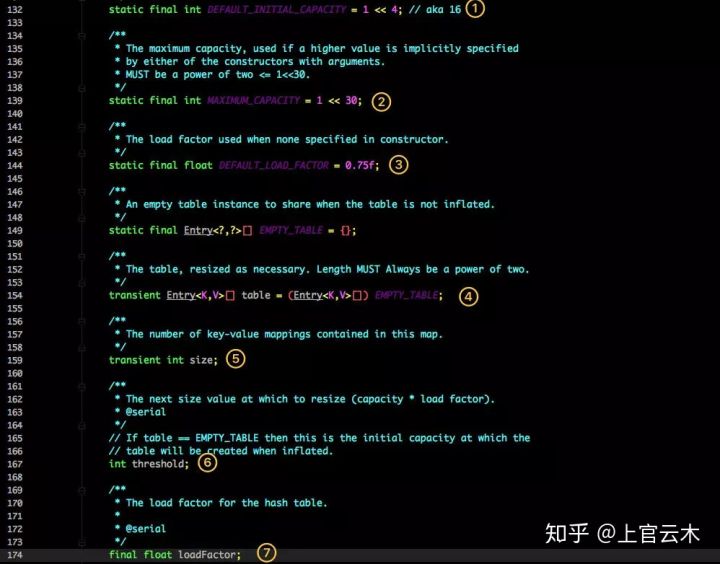 132 static final int DEFAULT_INITIAL_CAPACITY = 1 << 4; // aka 16 ①
133
134 /**
135 * The maximum capacity, used if a higher value is implicitly specified
136 * by either of the constructors with arguments.
137 * MUST be a power of two <= 1<<30.
138 */
139 static final int MAXIMUM_CAPACITY = 1 << 30; ②
140
141 /**
142 * The load factor used when none specified in constructor.
143 */
144 static final float DEFAULT_LOAD_FACTOR = 0.75f; ③
145
146 /**
147 * An empty table instance to share when the table is not inflated.
148 */
149 static final Entry<?,?>[] EMPTY_TABLE = {};
150
151 /**
152 * The table, resized as necessary. Length MUST Always be a power of two.
153 */
154 transient Entry<K,V>[] table = (Entry<K,V>[]) EMPTY_TABLE; ④
155
156 /**
157 * The number of key-value mappings contained in this map.
158 */
159 transient int size; ⑤
160
161 /**
162 * The next size value at which to resize (capacity * load factor).
163 * @serial
164 */
165 // If table == EMPTY_TABLE then this is the initial capacity at which the
166 // table will be created when inflated.
167 int threshold; ⑥
168
169 /**
170 * The load factor for the hash table.
171 *
172 * @serial
173 */
174 final float loadFactor; ⑦
知乎 @上官云木